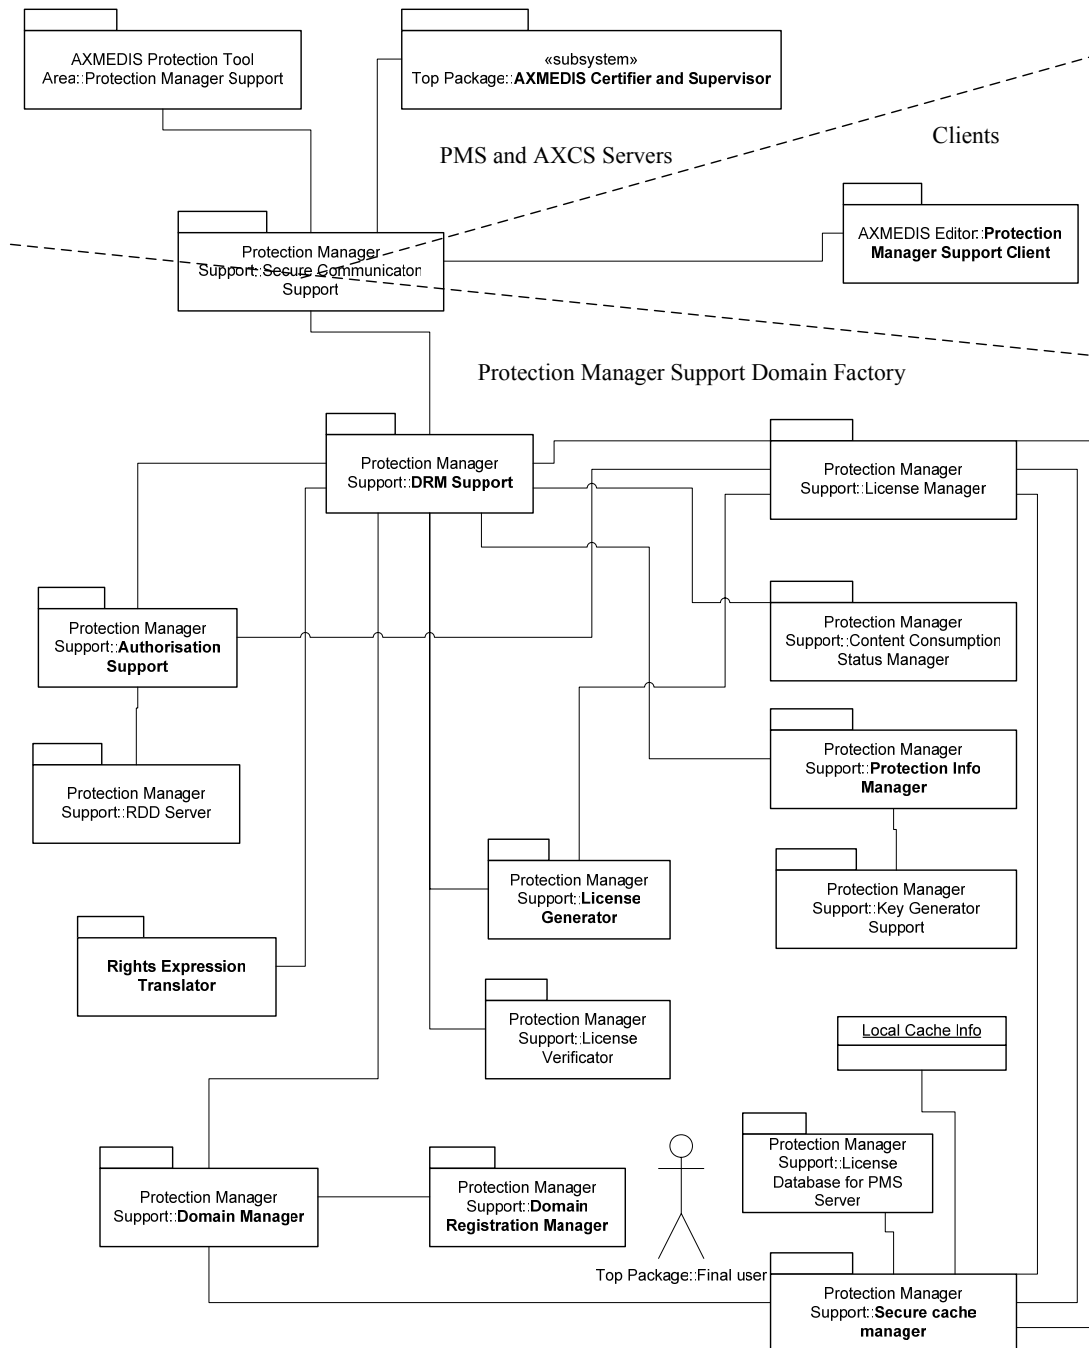 AXMEDIS Protection Tool
Area::Protection Manager Support
«subsystem»
Top Package::AXMEDIS Certifier and Supervisor
Clients
PMS and AXCS Servers
AXMEDIS Editor::Protection
Manager Support Client
Protection Manager
Support::Secure Communicaton
Support
Protection Manager Support Domain Factory
Protection Manager
Support::DRM Support
Protection Manager
Support::License Manager
Protection Manager
Support::Authorisation
Support
Protection Manager
Support::Content Consumption
Status Manager
Protection Manager
Support::Protection Info
Manager
Protection Manager
Support::RDD Server
Protection Manager
Support::License
Generator
Protection Manager
Support::Key Generator
Support
Rights Expression
Translator
Protection Manager
Support::License
Verificator
Local Cache Info
Protection Manager
Support::License
Database for PMS
Server
Protection Manager
Support::Domain Manager
Protection Manager
Support::Domain
Registration Manager
Top Package::Final user
Protection Manager
Support::Secure cache
manager